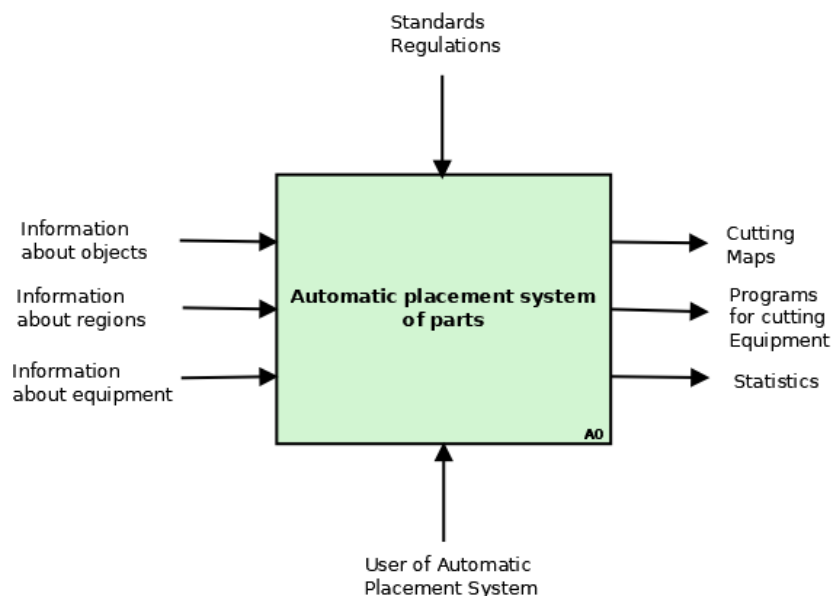 Standards
Regulations
Information
about objects
Information
about regions
Information
about equipment
Automatic placement system
of parts
A0
Cutting
Maps
Programs
for cutting
Equipment
Statistics
User of Automatic
Placement System